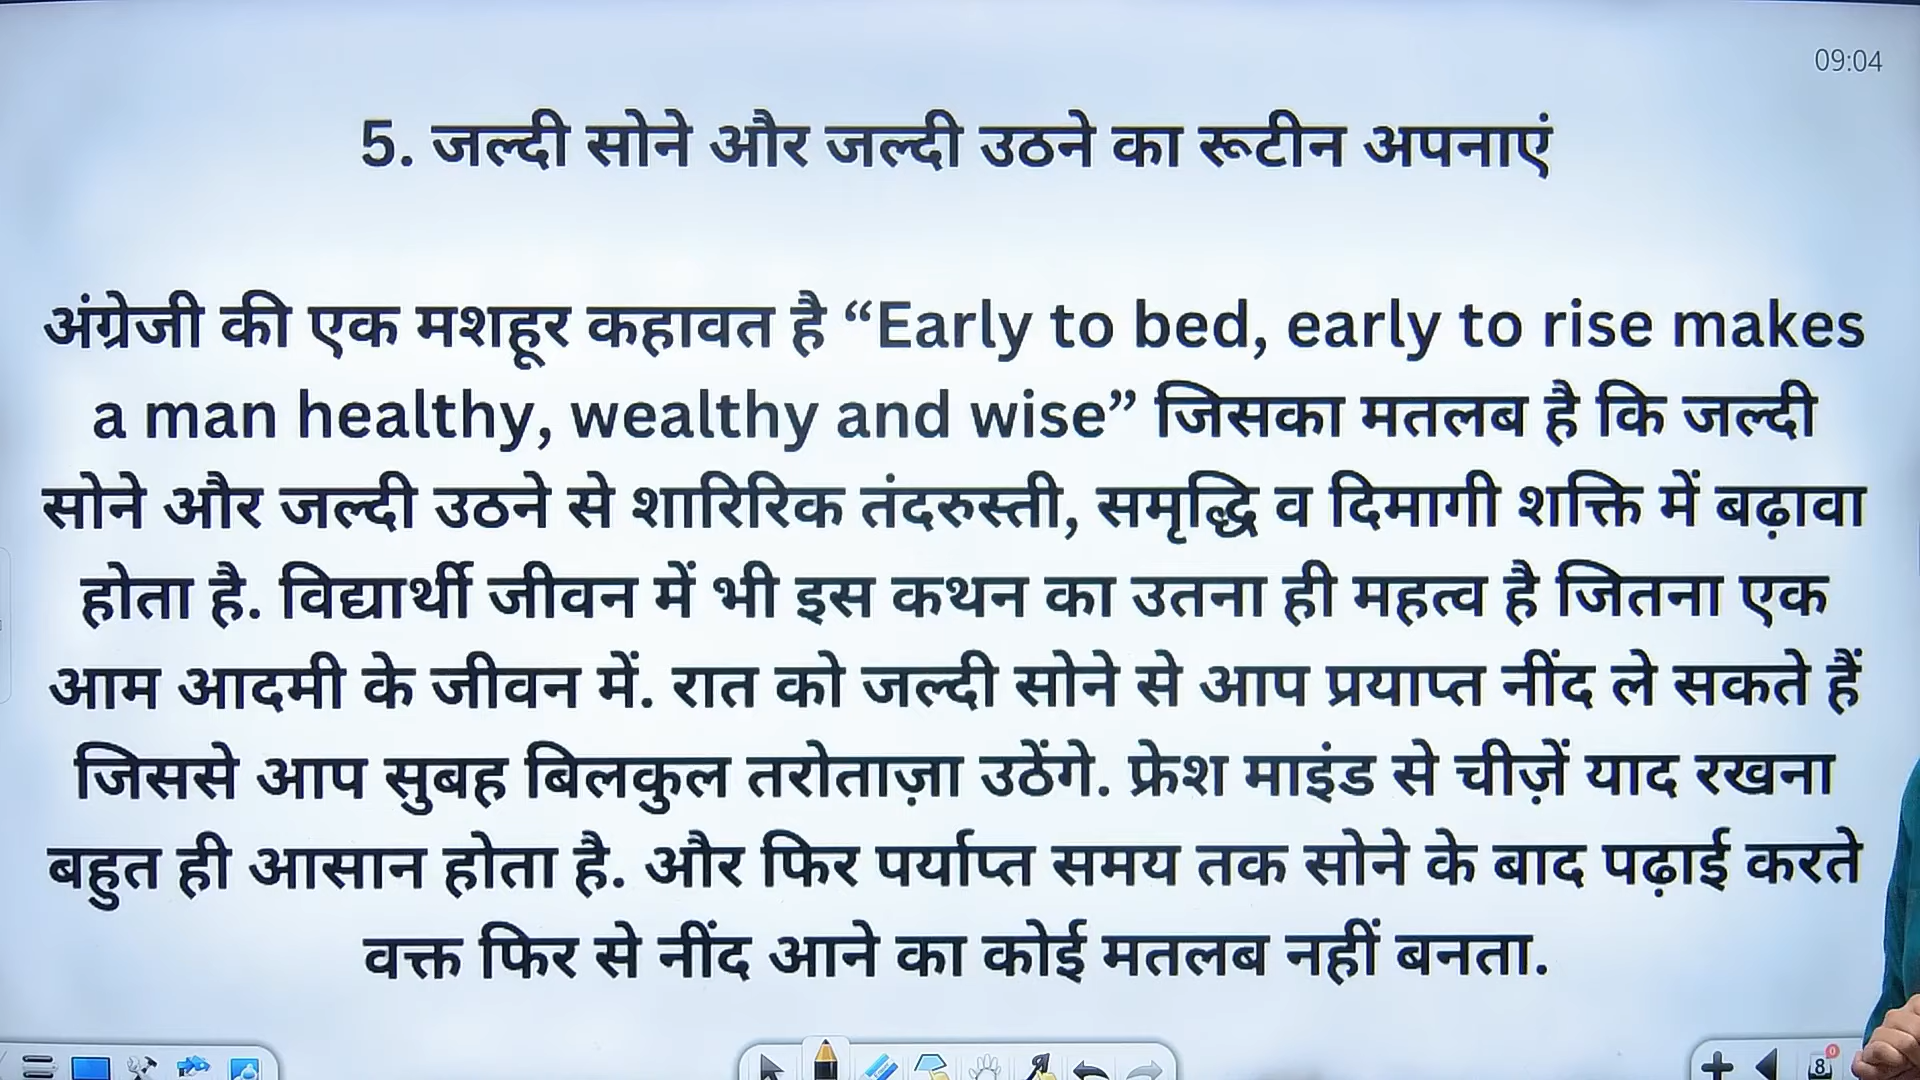 09:04
5. जल्दी सोने और जल्दी उठने का रूटीन अपनाएं
अंग्रेजी की एक मशहूर कहावत है “Early to bed, early to rise makes
a man healthy, wealthy and wise” जिसका मतलब है कि जल्दी
सोने और जल्दी उठने से शारिरिक तंदरुस्ती, समृद्धि व दिमागी शक्ति में बढ़ावा
होता है. विद्यार्थी जीवन में भी इस कथन का उतना ही महत्व है जितना एक
आम आदमी के जीवन में. रात को जल्दी सोने से आप प्रयाप्त नींद ले सकते हैं
जिससे आप सुबह बिलकुल तरोताज़ा उठेंगे. फ्रेश माइंड से चीज़ें याद रखना
बहुत ही आसान होता है. और फिर पर्याप्त समय तक सोने के बाद पढ़ाई करते
वक्त फिर से नींद आने का कोई मतलब नहीं बनता.
8
0